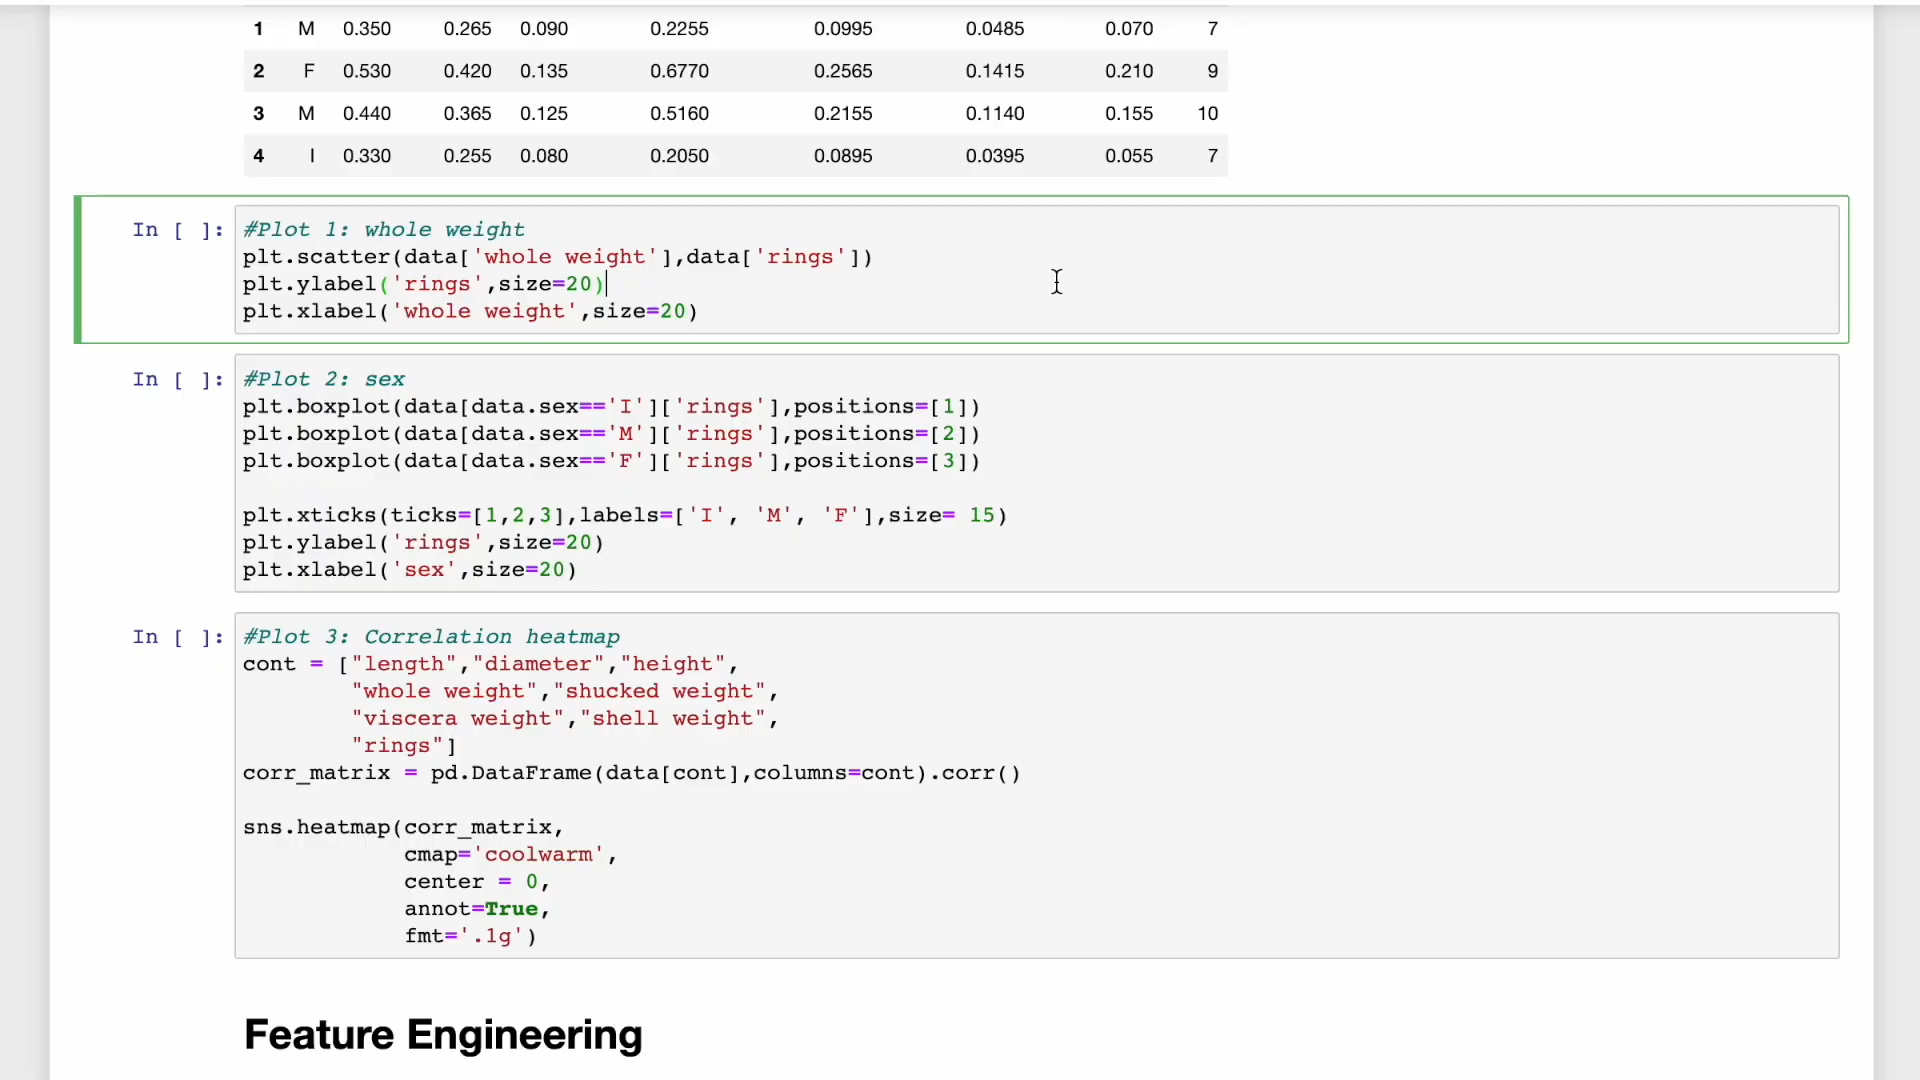 1 M 0.350 0.265 0.090 0.2255 0.0995 0.0485 0.070 7
2 F 0.530 0.420 0.135 0.6770 0.2565 0.1415 0.210 9
3 M 0.440 0.365 0.125 0.5160 0.2155 0.1140 0.155 10
4 I 0.330 0.255 0.080 0.2050 0.0895 0.0395 0.055 7
In [ ]: #Plot 1: whole weight
plt.scatter(data['whole weight'],data['rings'])
plt.ylabel('rings',size=20)
plt.xlabel('whole weight',size=20)
In [ ]: #Plot 2: sex
plt.boxplot(data[data.sex=='I']['rings'],positions=[1])
plt.boxplot(data[data.sex=='M']['rings'],positions=[2])
plt.boxplot(data[data.sex=='F']['rings'],positions=[3])
plt.xticks(ticks=[1,2,3],labels=['I', 'M', 'F'],size= 15)
plt.ylabel('rings',size=20)
plt.xlabel('sex',size=20)
In [ ]: #Plot 3: Correlation heatmap
cont = ["length","diameter","height",
"whole weight","shucked weight",
"viscera weight","shell weight",
"rings"]
corr_matrix = pd.DataFrame(data[cont],columns=cont).corr()
sns.heatmap(corr_matrix,
cmap='coolwarm',
center = 0,
annot=True,
fmt='.1g')
Feature Engineering